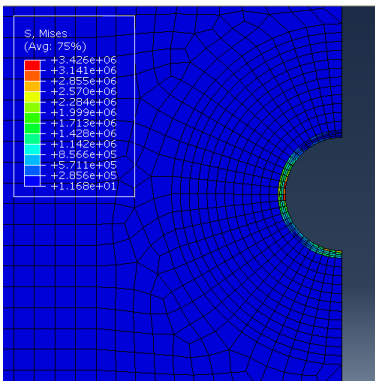 S, Mises
(Avg: 75%)
+3.426e+06
+3.141e+06
+2.855e+06
+2.570e+06
+2.284e+06
+1.999e+06
+1.713e+06
+1.428e+06
+1.142e+06
+8.566e+05
+5.711e+05
+2.856e+05
+1.168e+01